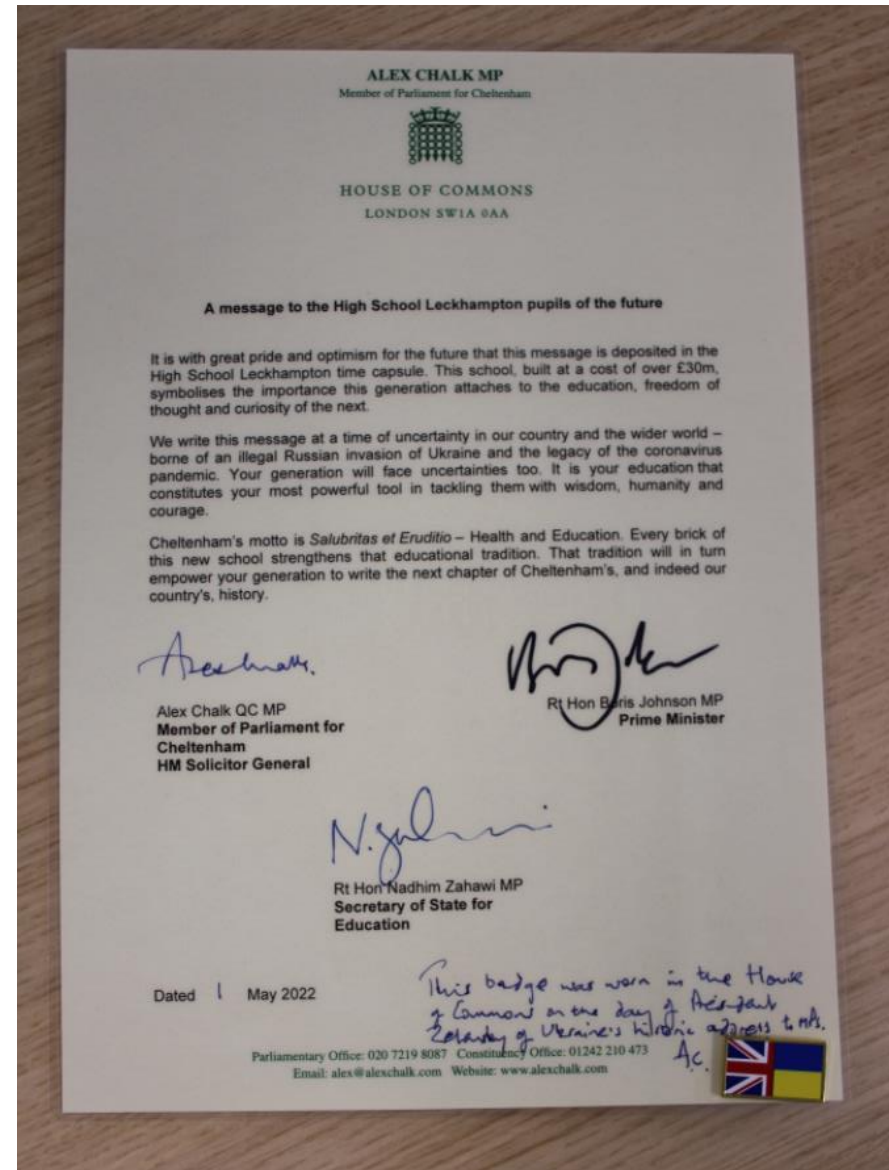 ALEX CHALK MP
Member of Parliament for Cheltenham
HOUSE OF COMMONS
LONDON SW1A 0AA
A message to the High School Leckhampton pupils of the future
It is with great pride and optimism for the future that this message is deposited in the
High School Leckhampton time capsule. This school, built at a cost of over £30m,
symbolises the importance this generation attaches to the education, freedom of
thought and curiosity of the next.
We write this message at a time of uncertainty in our country and the wider world –
borne of an illegal Russian invasion of Ukraine and the legacy of the coronavirus
pandemic. Your generation will face uncertainties too. It is your education that
constitutes your most powerful tool in tackling them with wisdom, humanity and
courage.
Cheltenham's motto is Salubritas et Eruditio – Health and Education. Every brick of
this new school strengthens that educational tradition. That tradition will in turn
empower your generation to write the next chapter of Cheltenham's, and indeed our
country's, history.
Alex Chalk QC MP
Member of Parliament for
Cheltenham
HM Solicitor General
Rt Hon Boris Johnson MP
Prime Minister
Rt Hon Nadhim Zahawi MP
Secretary of State for
Education
Dated 1 May 2022
This badge was worn in the House
of Commons on the day of President
Zelensky of Ukraine's historic address to MPs.
A.C.
Parliamentary Office: 020 7219 8087 Constituency Office: 01242 210 473
Email: alex@alexchalk.com Website: www.alexchalk.com